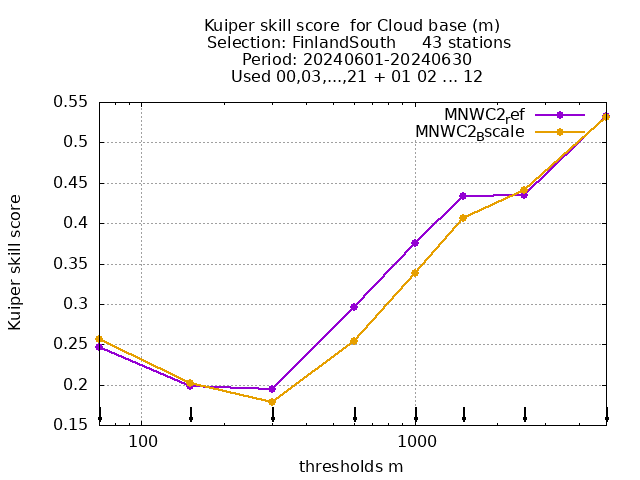 Kuiper skill score  for Cloud base (m)
Selection: FinlandSouth     43 stations
Period: 20240601-20240630
Used 00,03,...,21 + 01 02 ... 12
MNWC2ref
MNWC2Bscale
0.55
0.5
0.45
0.4
0.35
0.3
0.25
0.2
0.15
Kuiper skill score
100
1000
thresholds m